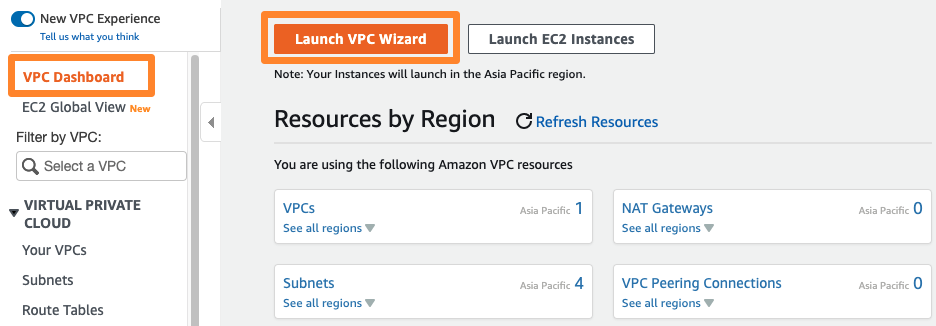 New VPC Experience
Tell us what you think
VPC Dashboard
EC2 Global View New
Filter by VPC:
Select a VPC
VIRTUAL PRIVATE
CLOUD
Your VPCs
Subnets
Route Tables
Launch VPC Wizard
Launch EC2 Instances
Note: Your Instances will launch in the Asia Pacific region.
Resources by Region
Refresh Resources
You are using the following Amazon VPC resources
VPCs Asia Pacific 1
See all regions
NAT Gateways Asia Pacific 0
See all regions
Subnets Asia Pacific 4
See all regions
VPC Peering Connections Asia Pacific 0
See all regions